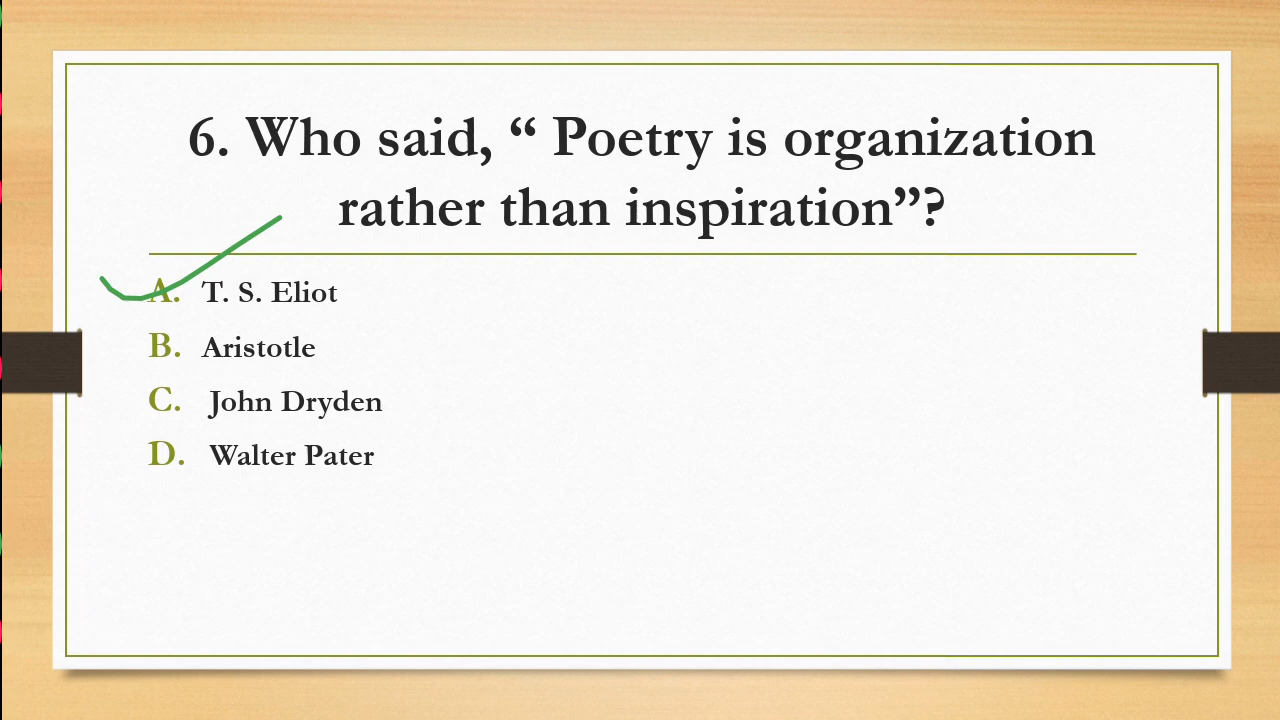 6. Who said, “ Poetry is organization
rather than inspiration”?
A. T. S. Eliot
B. Aristotle
C. John Dryden
D. Walter Pater